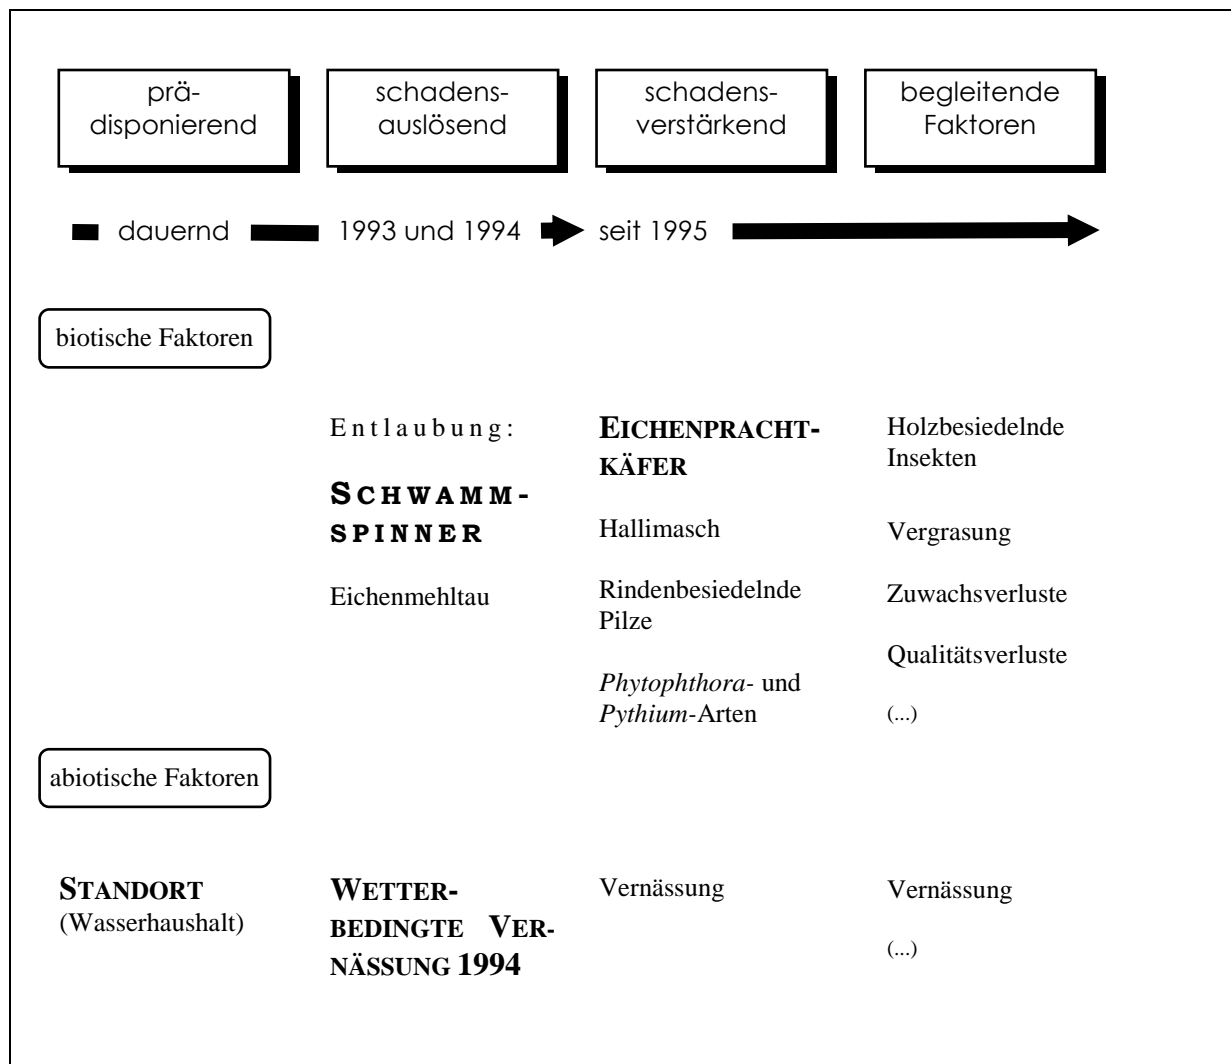 prä-
disponierend
schadens-
auslösend
schadens-
verstärkend
begleitende
Faktoren
dauernd
1993 und 1994
seit 1995
biotische Faktoren
Entlaubung:
SCHWAMM-
SPINNER
Eichenmehltau
EICHENPRACHT-
KÄFER
Hallimasch
Rindenbesiedelnde
Pilze
Phytophthora- und
Pythium-Arten
Holzbesiedelnde
Insekten
Vergrasung
Zuwachsverluste
Qualitätsverluste
(...)
abiotische Faktoren
STANDORT
(Wasserhaushalt)
WETTER-
BEDINGTE VER-
NÄSSUNG 1994
Vernässung
Vernässung
(...)